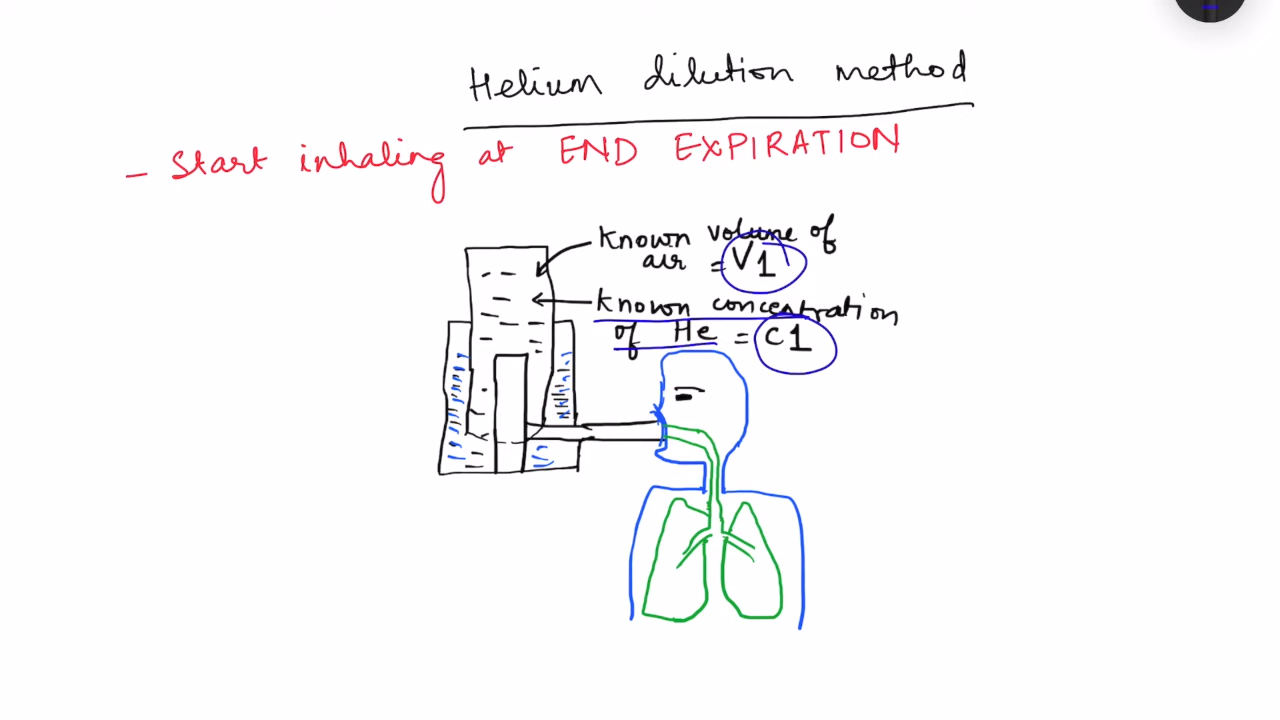 Helium dilution method
- Start inhaling at END EXPIRATION
Known volume of
air = V1
Known concentration
of He = C1